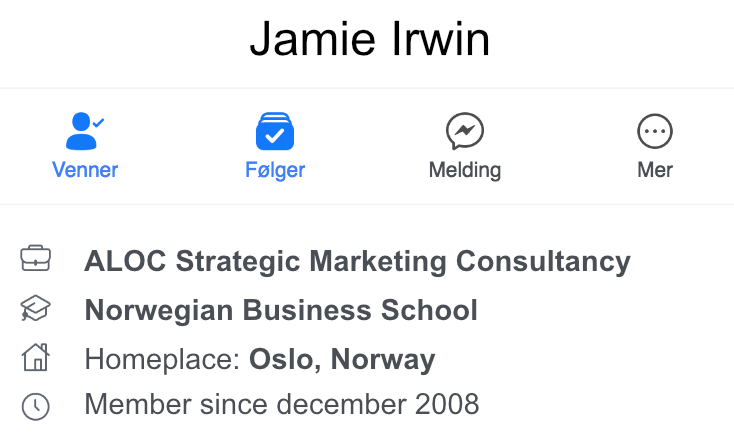 Jamie Irwin
Venner Følger Melding Mer
ALOC Strategic Marketing Consultancy
Norwegian Business School
Homeplace: Oslo, Norway
Member since december 2008